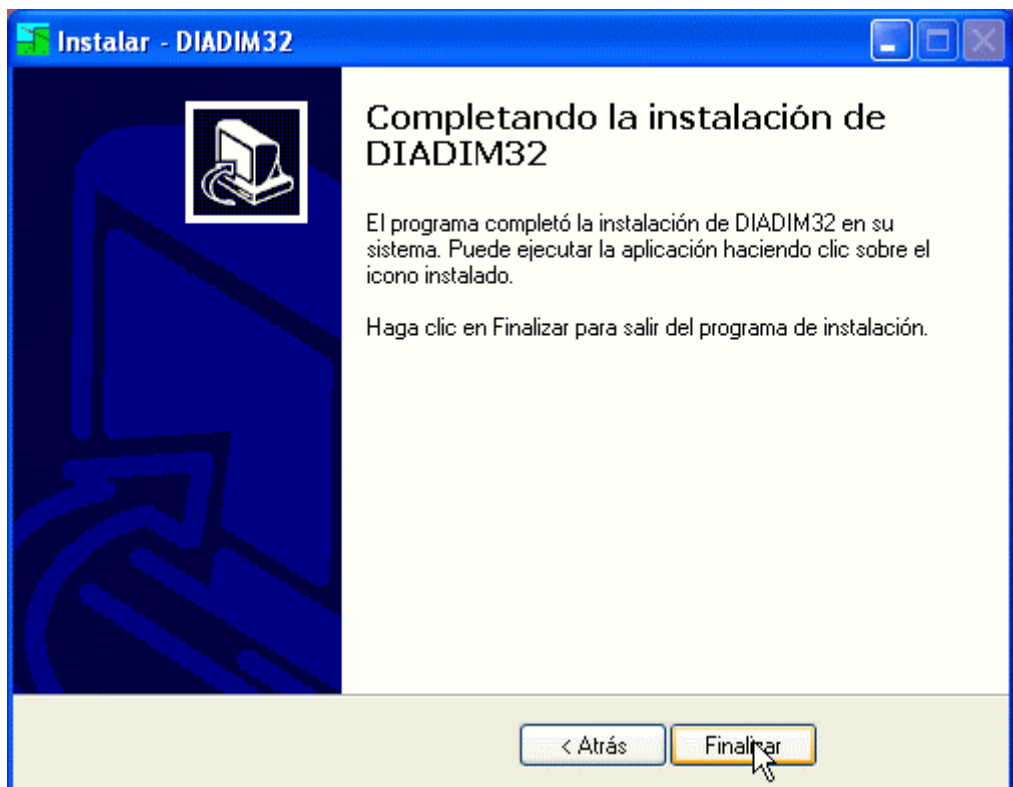 Instalar - DIADIM32
Completando la instalación de
DIADIM32
El programa completó la instalación de DIADIM32 en su
sistema. Puede ejecutar la aplicación haciendo clic sobre el
icono instalado.
Haga clic en Finalizar para salir del programa de instalación.
< Atrás
Finalizar